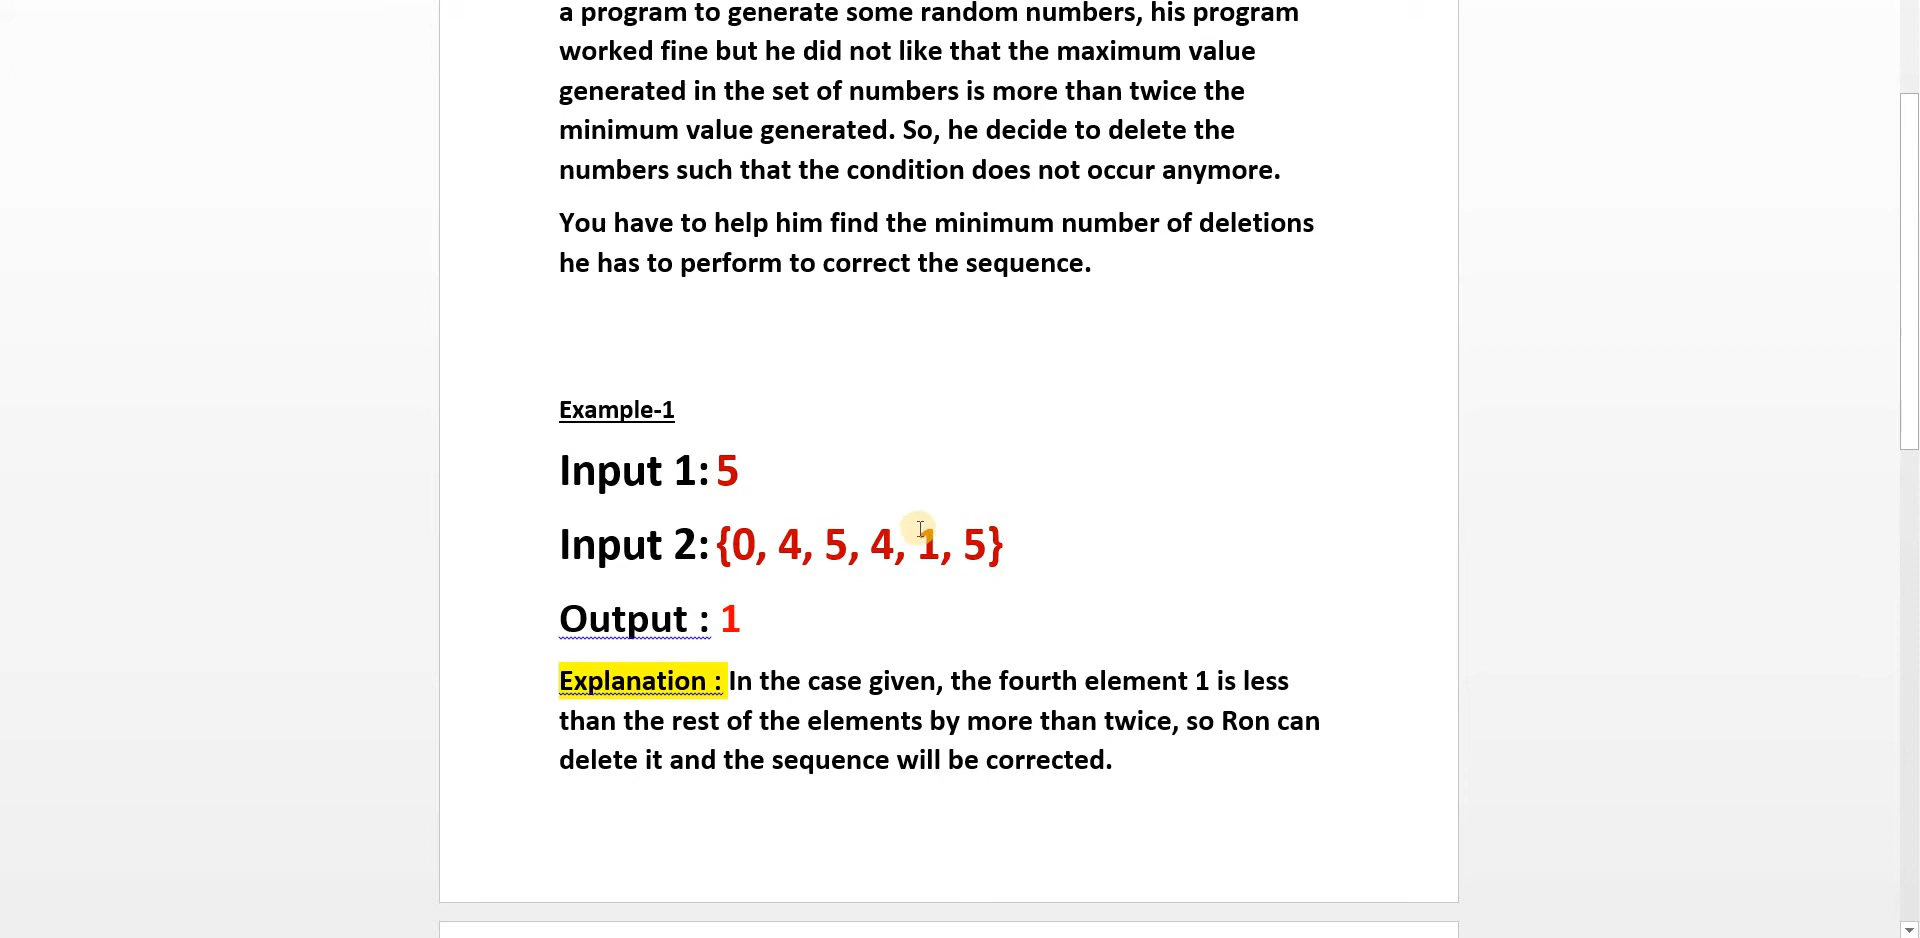 a program to generate some random numbers, his program
worked fine but he did not like that the maximum value
generated in the set of numbers is more than twice the
minimum value generated. So, he decide to delete the
numbers such that the condition does not occur anymore.
You have to help him find the minimum number of deletions
he has to perform to correct the sequence.
Example-1
Input 1: 5
Input 2: {0, 4, 5, 4, 1, 5}
Output : 1
Explanation : In the case given, the fourth element 1 is less
than the rest of the elements by more than twice, so Ron can
delete it and the sequence will be corrected.